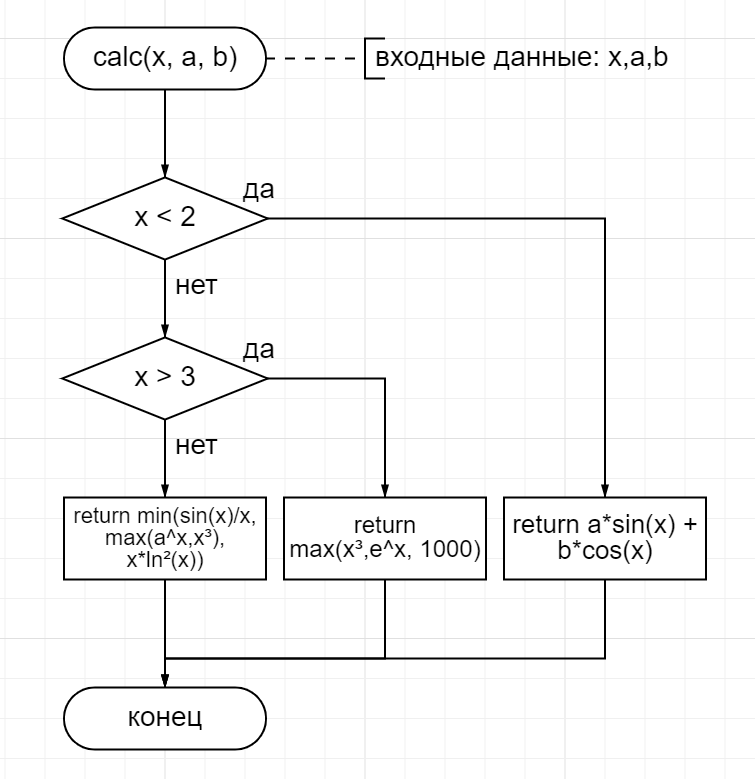 calc(x, a, b)
входные данные: x,a,b
да
x < 2
нет
да
x > 3
нет
return min(sin(x)/x,
max(a^x,x³),
x*ln²(x))
return
max(x³,e^x, 1000)
return a*sin(x) +
b*cos(x)
конец